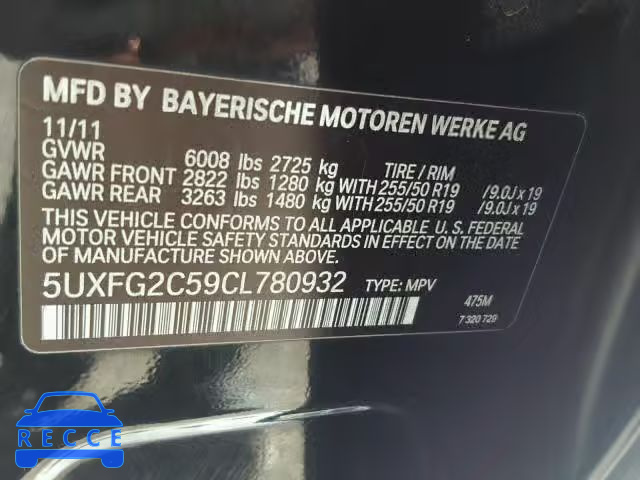 MFD BY BAYERISCHE MOTOREN WERKE AG
11/11
GVWR 6008 lbs 2725 kg TIRE / RIM
GAWR FRONT 2822 lbs 1280 kg WITH 255/50 R19 /9.0J x 19
GAWR REAR 3263 lbs 1480 kg WITH 255/50 R19 /9.0J x 19
THIS VEHICLE CONFORMS TO ALL APPLICABLE U. S. FEDERAL
MOTOR VEHICLE SAFETY STANDARDS IN EFFECT ON THE DATE
OF MANUFACTURE SHOWN ABOVE.
5UXFG2C59CL780932 TYPE: MPV
475M
7 320 729
RECCE